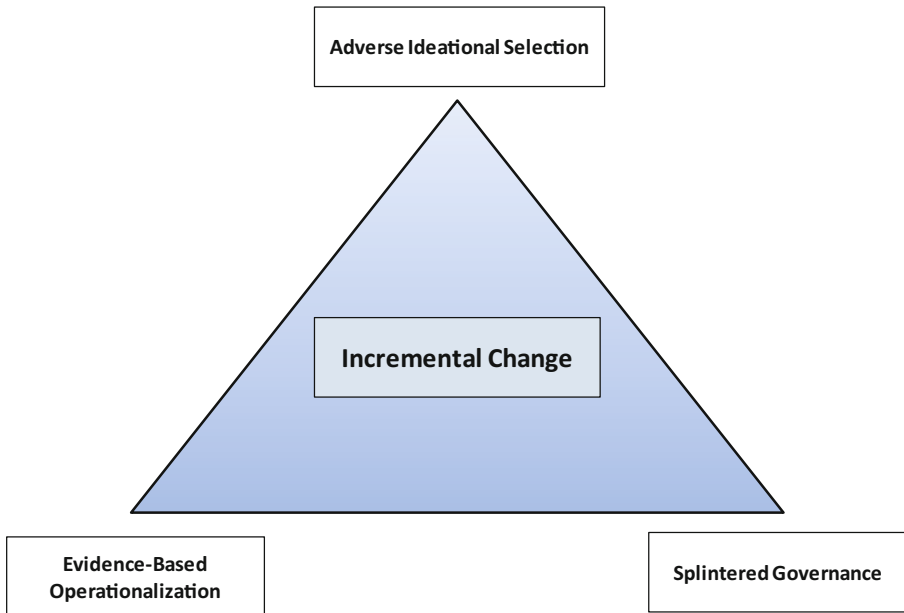 Adverse Ideational Selection
Incremental Change
Evidence-Based
Operationalization
Splintered Governance